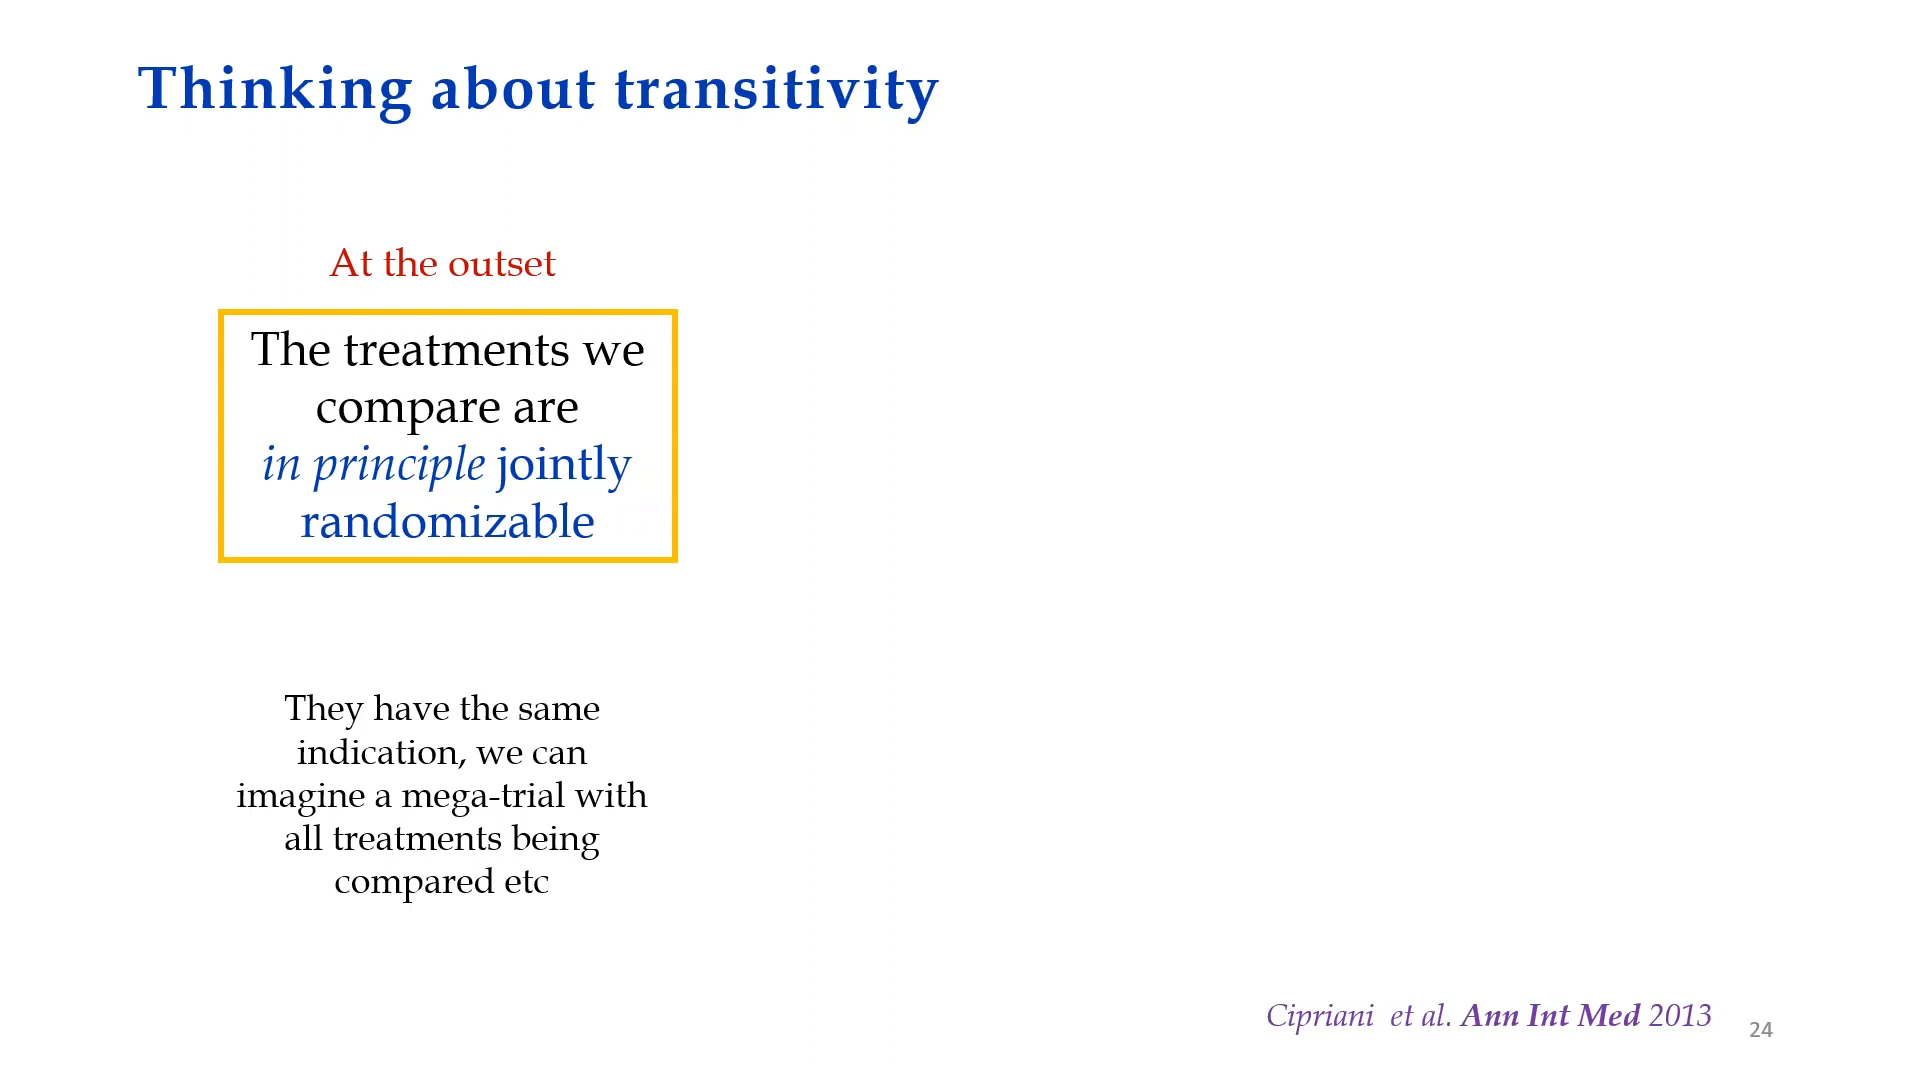 Thinking about transitivity
At the outset
The treatments we
compare are
in principle jointly
randomizable
They have the same
indication, we can
imagine a mega-trial with
all treatments being
compared etc
Cipriani et al. Ann Int Med 2013
24